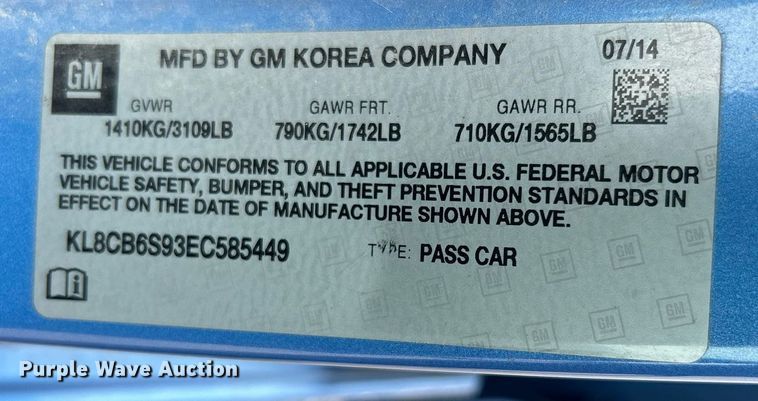 GM
MFD BY GM KOREA COMPANY
07/14
GVWR GAWR FRT. GAWR RR.
1410KG/3109LB 790KG/1742LB 710KG/1565LB
THIS VEHICLE CONFORMS TO ALL APPLICABLE U.S. FEDERAL MOTOR
VEHICLE SAFETY, BUMPER, AND THEFT PREVENTION STANDARDS IN
EFFECT ON THE DATE OF MANUFACTURE SHOWN ABOVE.
KL8CB6S93EC585449 TYPE: PASS CAR
Purple Wave Auction